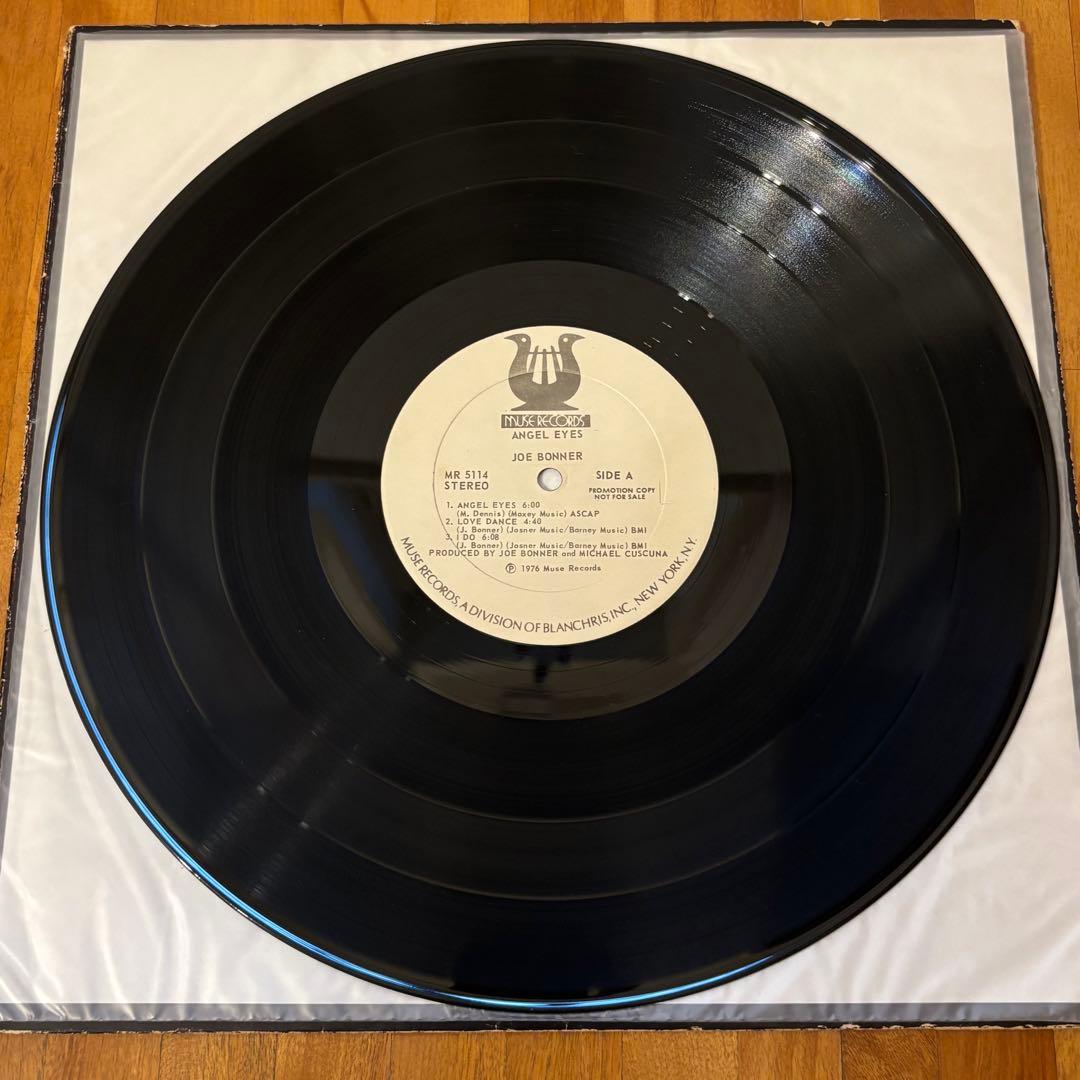 MUSE RECORDS
ANGEL EYES
JOE BONNER
MR 5114
STEREO
SIDE A
PROMOTION COPY
NOT FOR SALE
1. ANGEL EYES 6:00
(M. Dennis) (Maxey Music) ASCAP
2. LOVE DANCE 4:40
(J. Bonner) (Josner Music/Barney Music) BMI
3. I DO 6:08
(J. Bonner) (Josner Music/Barney Music) BMI
PRODUCED BY JOE BONNER and MICHAEL CUSCUNA
℗ 1976 Muse Records
MUSE RECORDS, A DIVISION OF BLANCHRIS, INC., NEW YORK, N.Y.